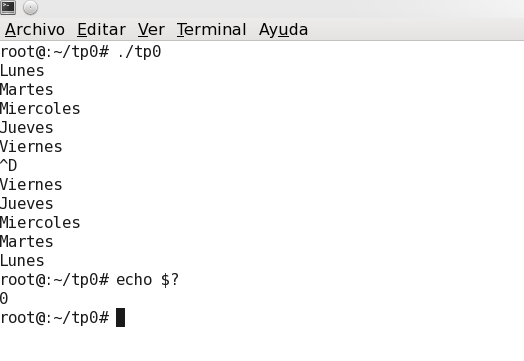 Archivo Editar Ver Terminal Ayuda
root@:~/tp0# ./tp0
Lunes
Martes
Miercoles
Jueves
Viernes
^D
Viernes
Jueves
Miercoles
Martes
Lunes
root@:~/tp0# echo $?
0
root@:~/tp0#